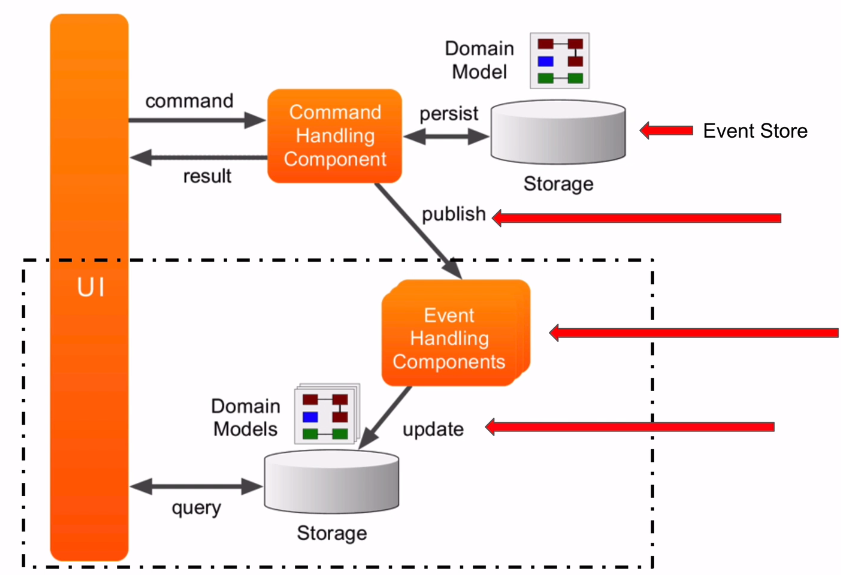 Domain
Model
command
Command
Handling
Component
persist
Event Store
result
Storage
publish
UI
Event
Handling
Components
Domain
Models
update
query
Storage